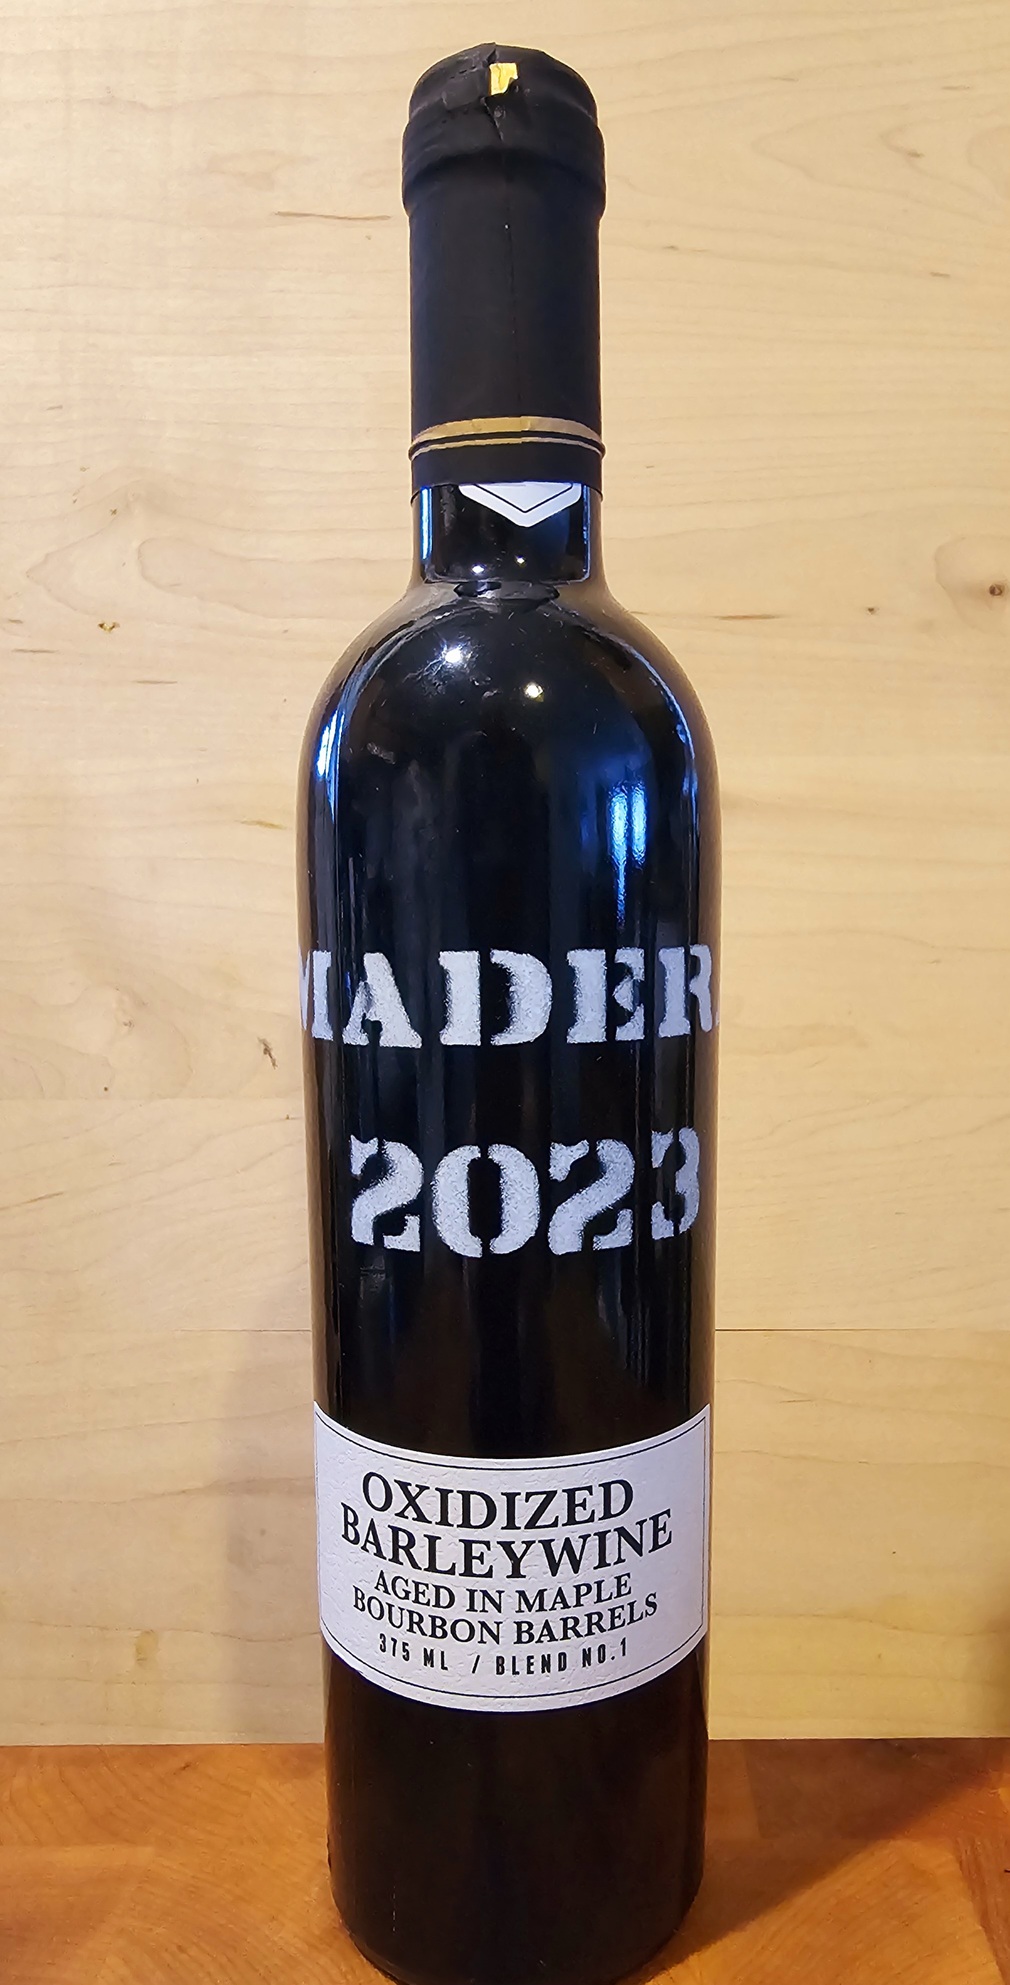 MADER
2023
OXIDIZED
BARLEYWINE
AGED IN MAPLE
BOURBON BARRELS
375 ML / BLEND NO.1